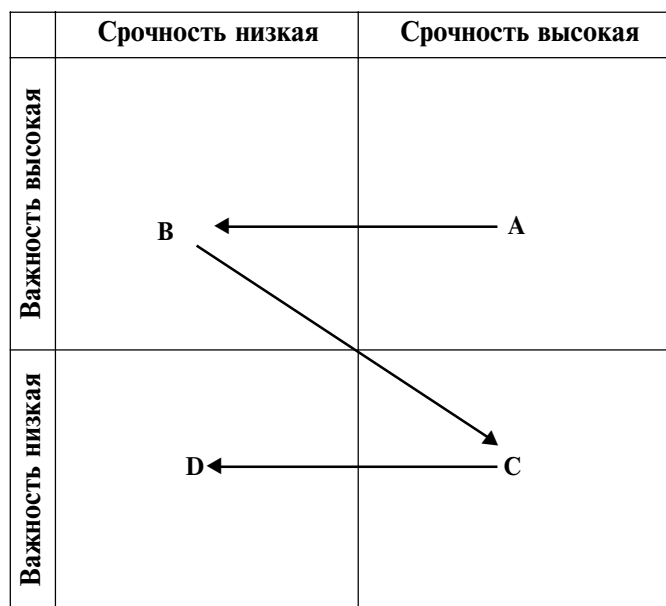 Срочность низкая
Срочность высокая
Важность высокая
B
A
Важность низкая
D
C